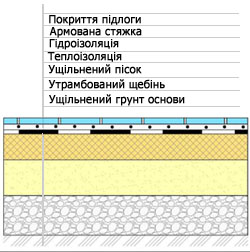 Покриття підлоги
Армована стяжка
Гідроізоляція
Теплоізоляція
Ущільнений пісок
Утрамбований щебінь
Ущільнений грунт основи